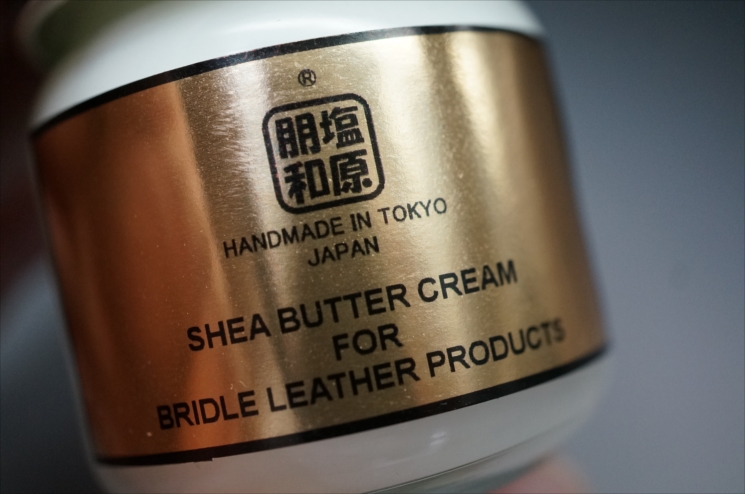 ®
塩原
朋和
HANDMADE IN TOKYO
JAPAN
SHEA BUTTER CREAM
FOR
BRIDLE LEATHER PRODUCTS